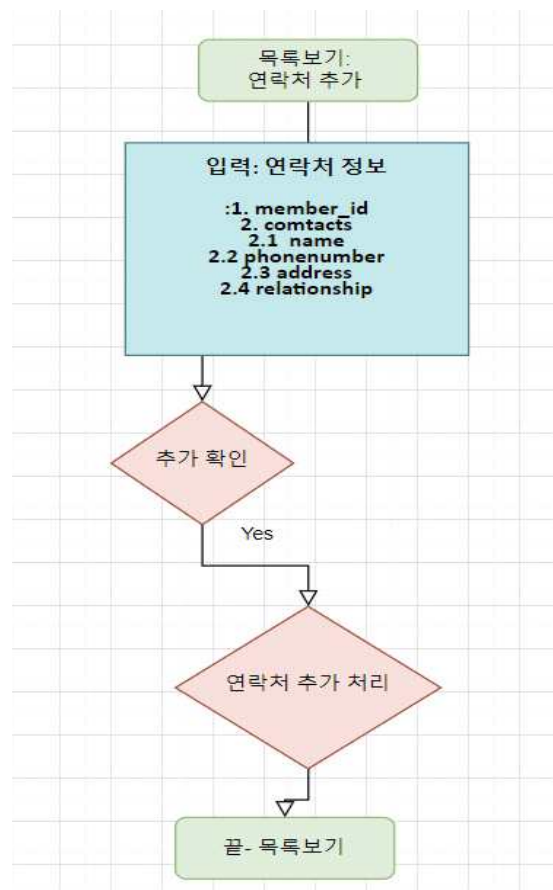 목록보기:
연락처 추가
입력: 연락처 정보
:1. member_id
2. comtacts
2.1 name
2.2 phonenumber
2.3 address
2.4 relationship
추가 확인
Yes
연락처 추가 처리
끝- 목록보기